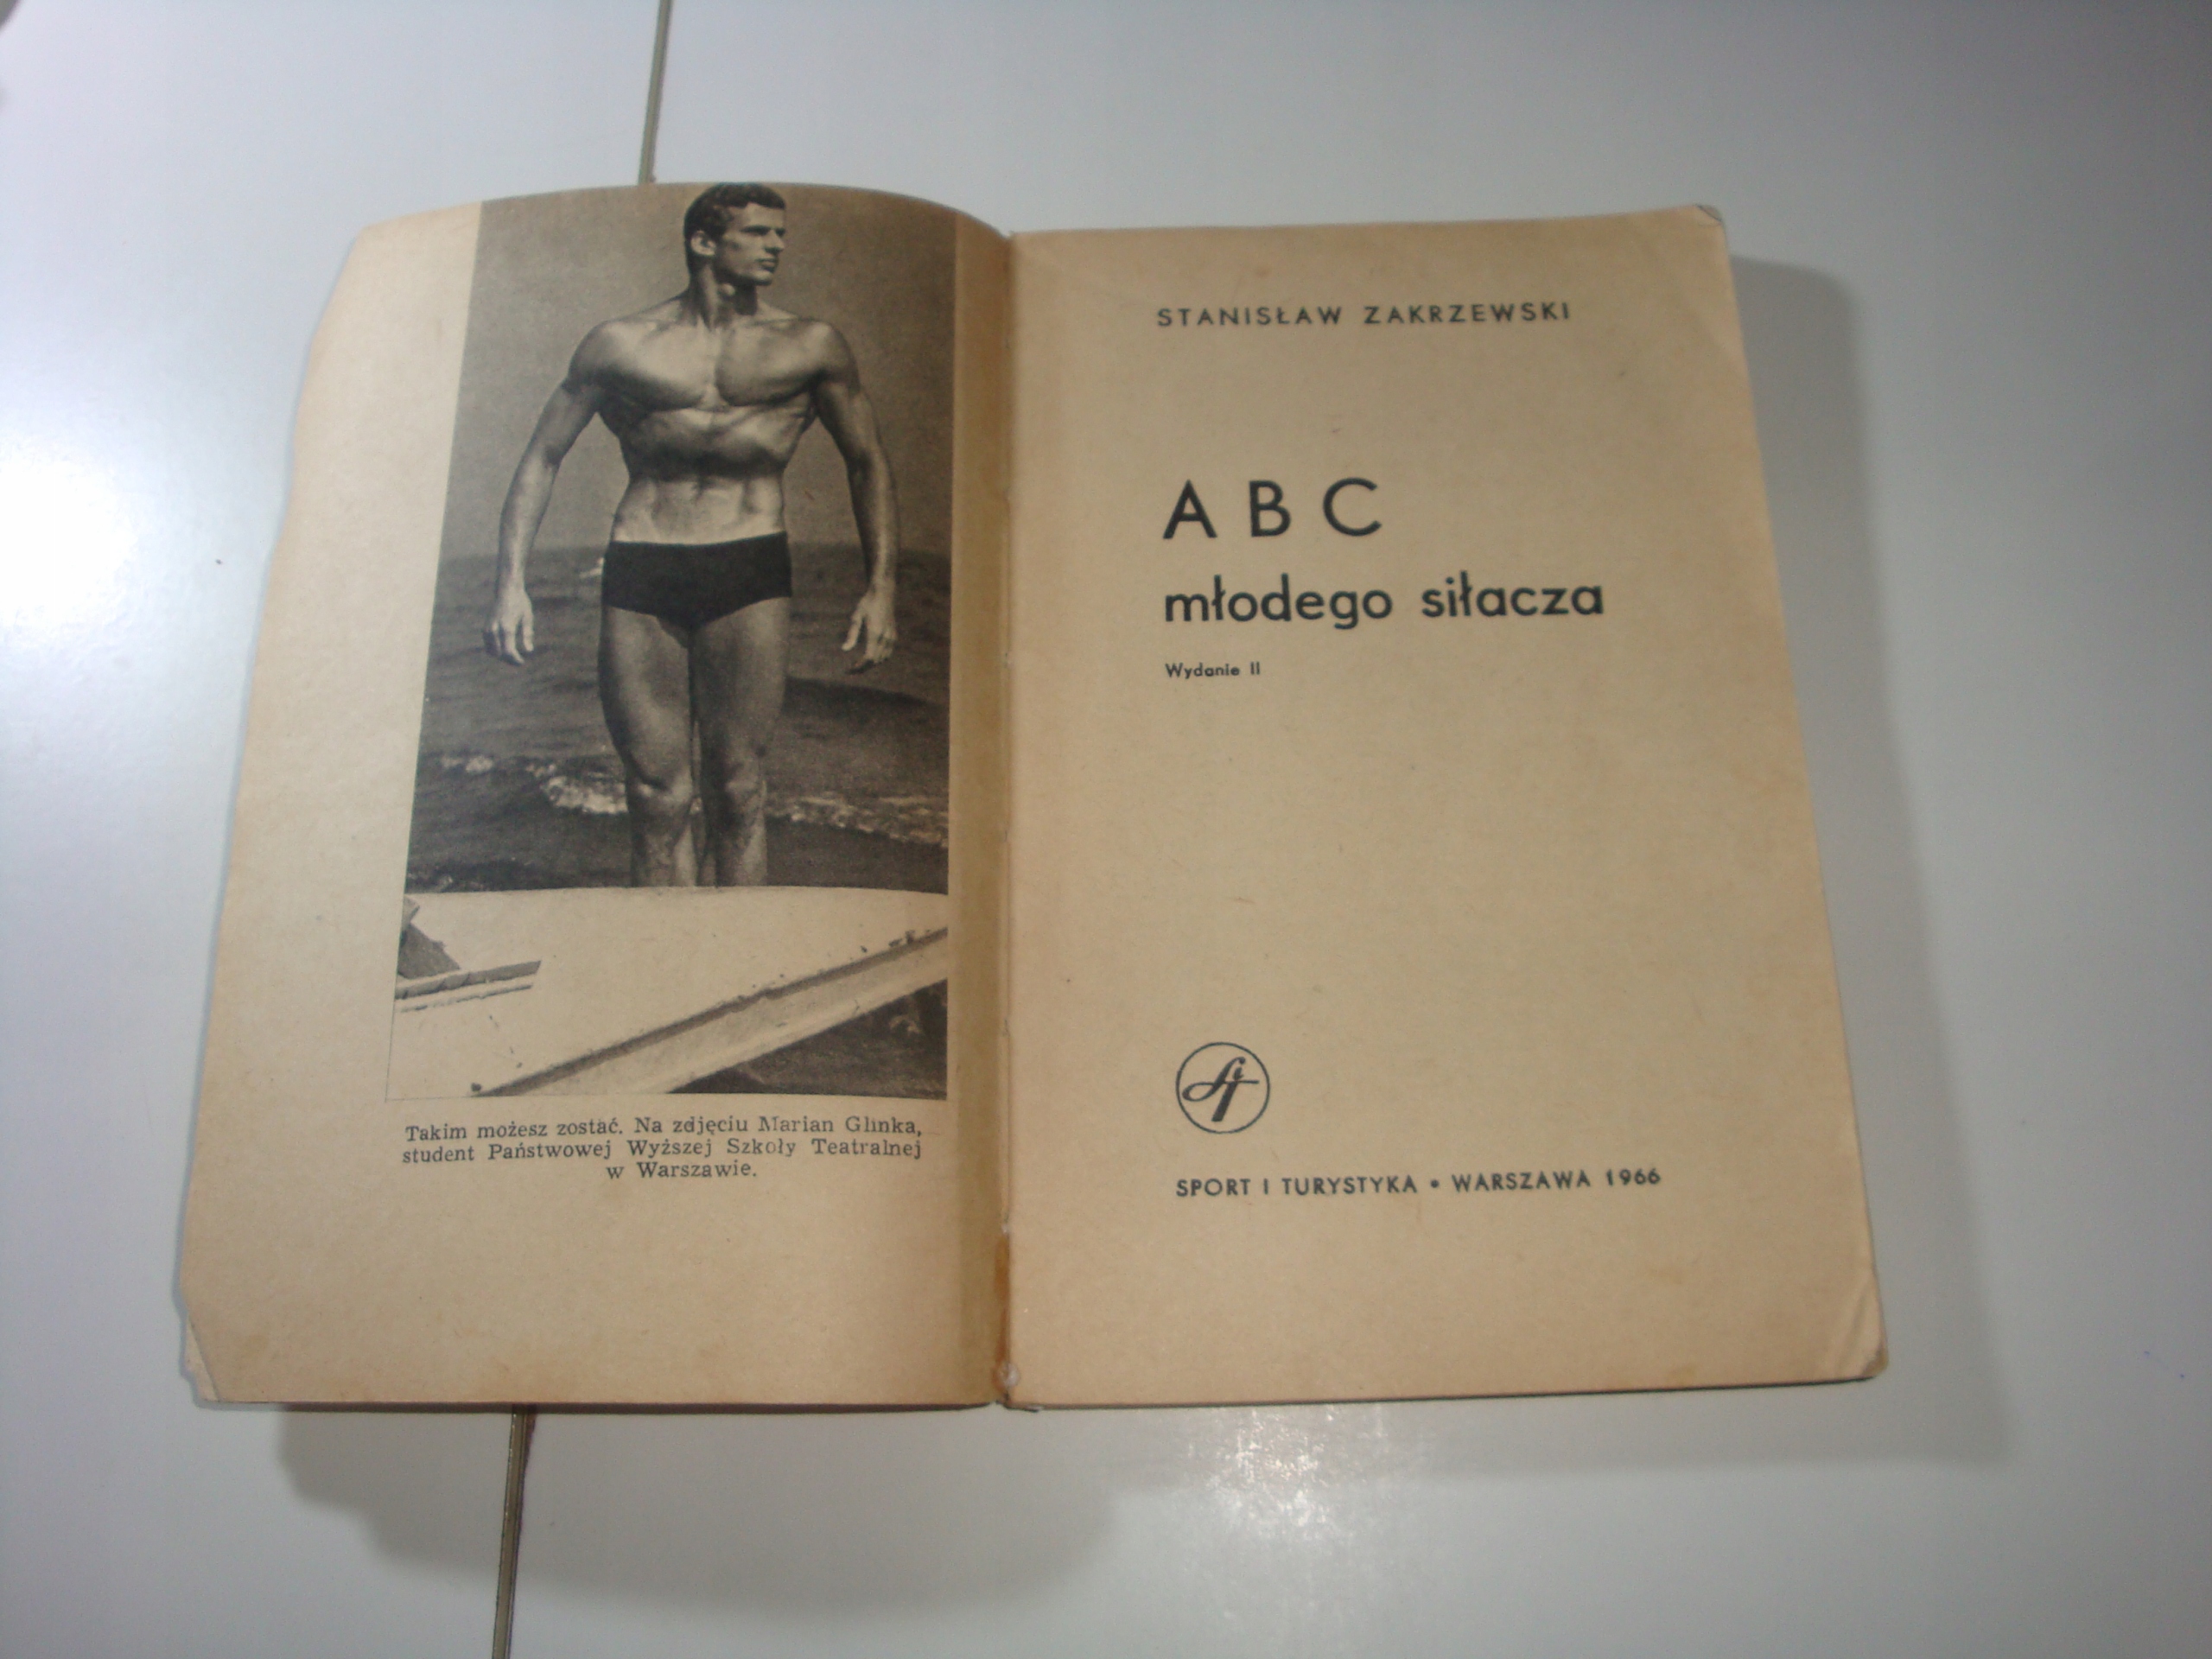 Takim możesz zostać. Na zdjęciu Marian Glinka,
student Państwowej Wyższej Szkoły Teatralnej
w Warszawie.
STANISŁAW ZAKRZEWSKI
A B C
młodego siłacza
Wydanie II
SiT
SPORT I TURYSTYKA • WARSZAWA 1966